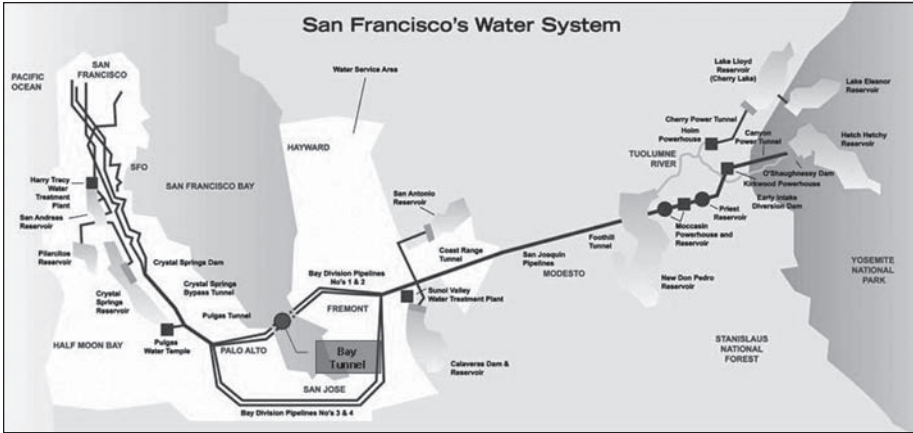 San Francisco's Water System
PACIFIC
OCEAN
SAN
FRANCISCO
Water Service Area
Lake Lloyd
Reservoir
(Cherry Lake)
Lake Eleanor
Reservoir
Cherry Power Tunnel
Holm
Powerhouse
Canyon
Power Tunnel
Hetch Hetchy
Reservoir
HAYWARD
TUOLUMNE
RIVER
SFO
O'Shaughnessy Dam
Kirkwood Powerhouse
Harry Tracy
Water
Treatment
Plant
SAN FRANCISCO BAY
San Antonio
Reservoir
Early Intake
Diversion Dam
Priest
Reservoir
San Andreas
Reservoir
Moccasin
Powerhouse
and Reservoir
Foothill
Tunnel
Pilarcitos
Reservoir
Coast Range
Tunnel
San Joaquin
Pipelines
MODESTO
Crystal Springs Dam
Crystal
Springs
Reservoir
Crystal Springs
Bypass Tunnel
Bay Division Pipelines
No's 1 & 2
New Don Pedro
Reservoir
YOSEMITE
NATIONAL
PARK
Sunol Valley
Water Treatment Plant
FREMONT
Pulgas Tunnel
HALF MOON BAY
Pulgas
Water Temple
PALO ALTO
Bay
Tunnel
STANISLAUS
NATIONAL
FOREST
Calaveras Dam &
Reservoir
SAN JOSE
Bay Division Pipelines No's 3 & 4